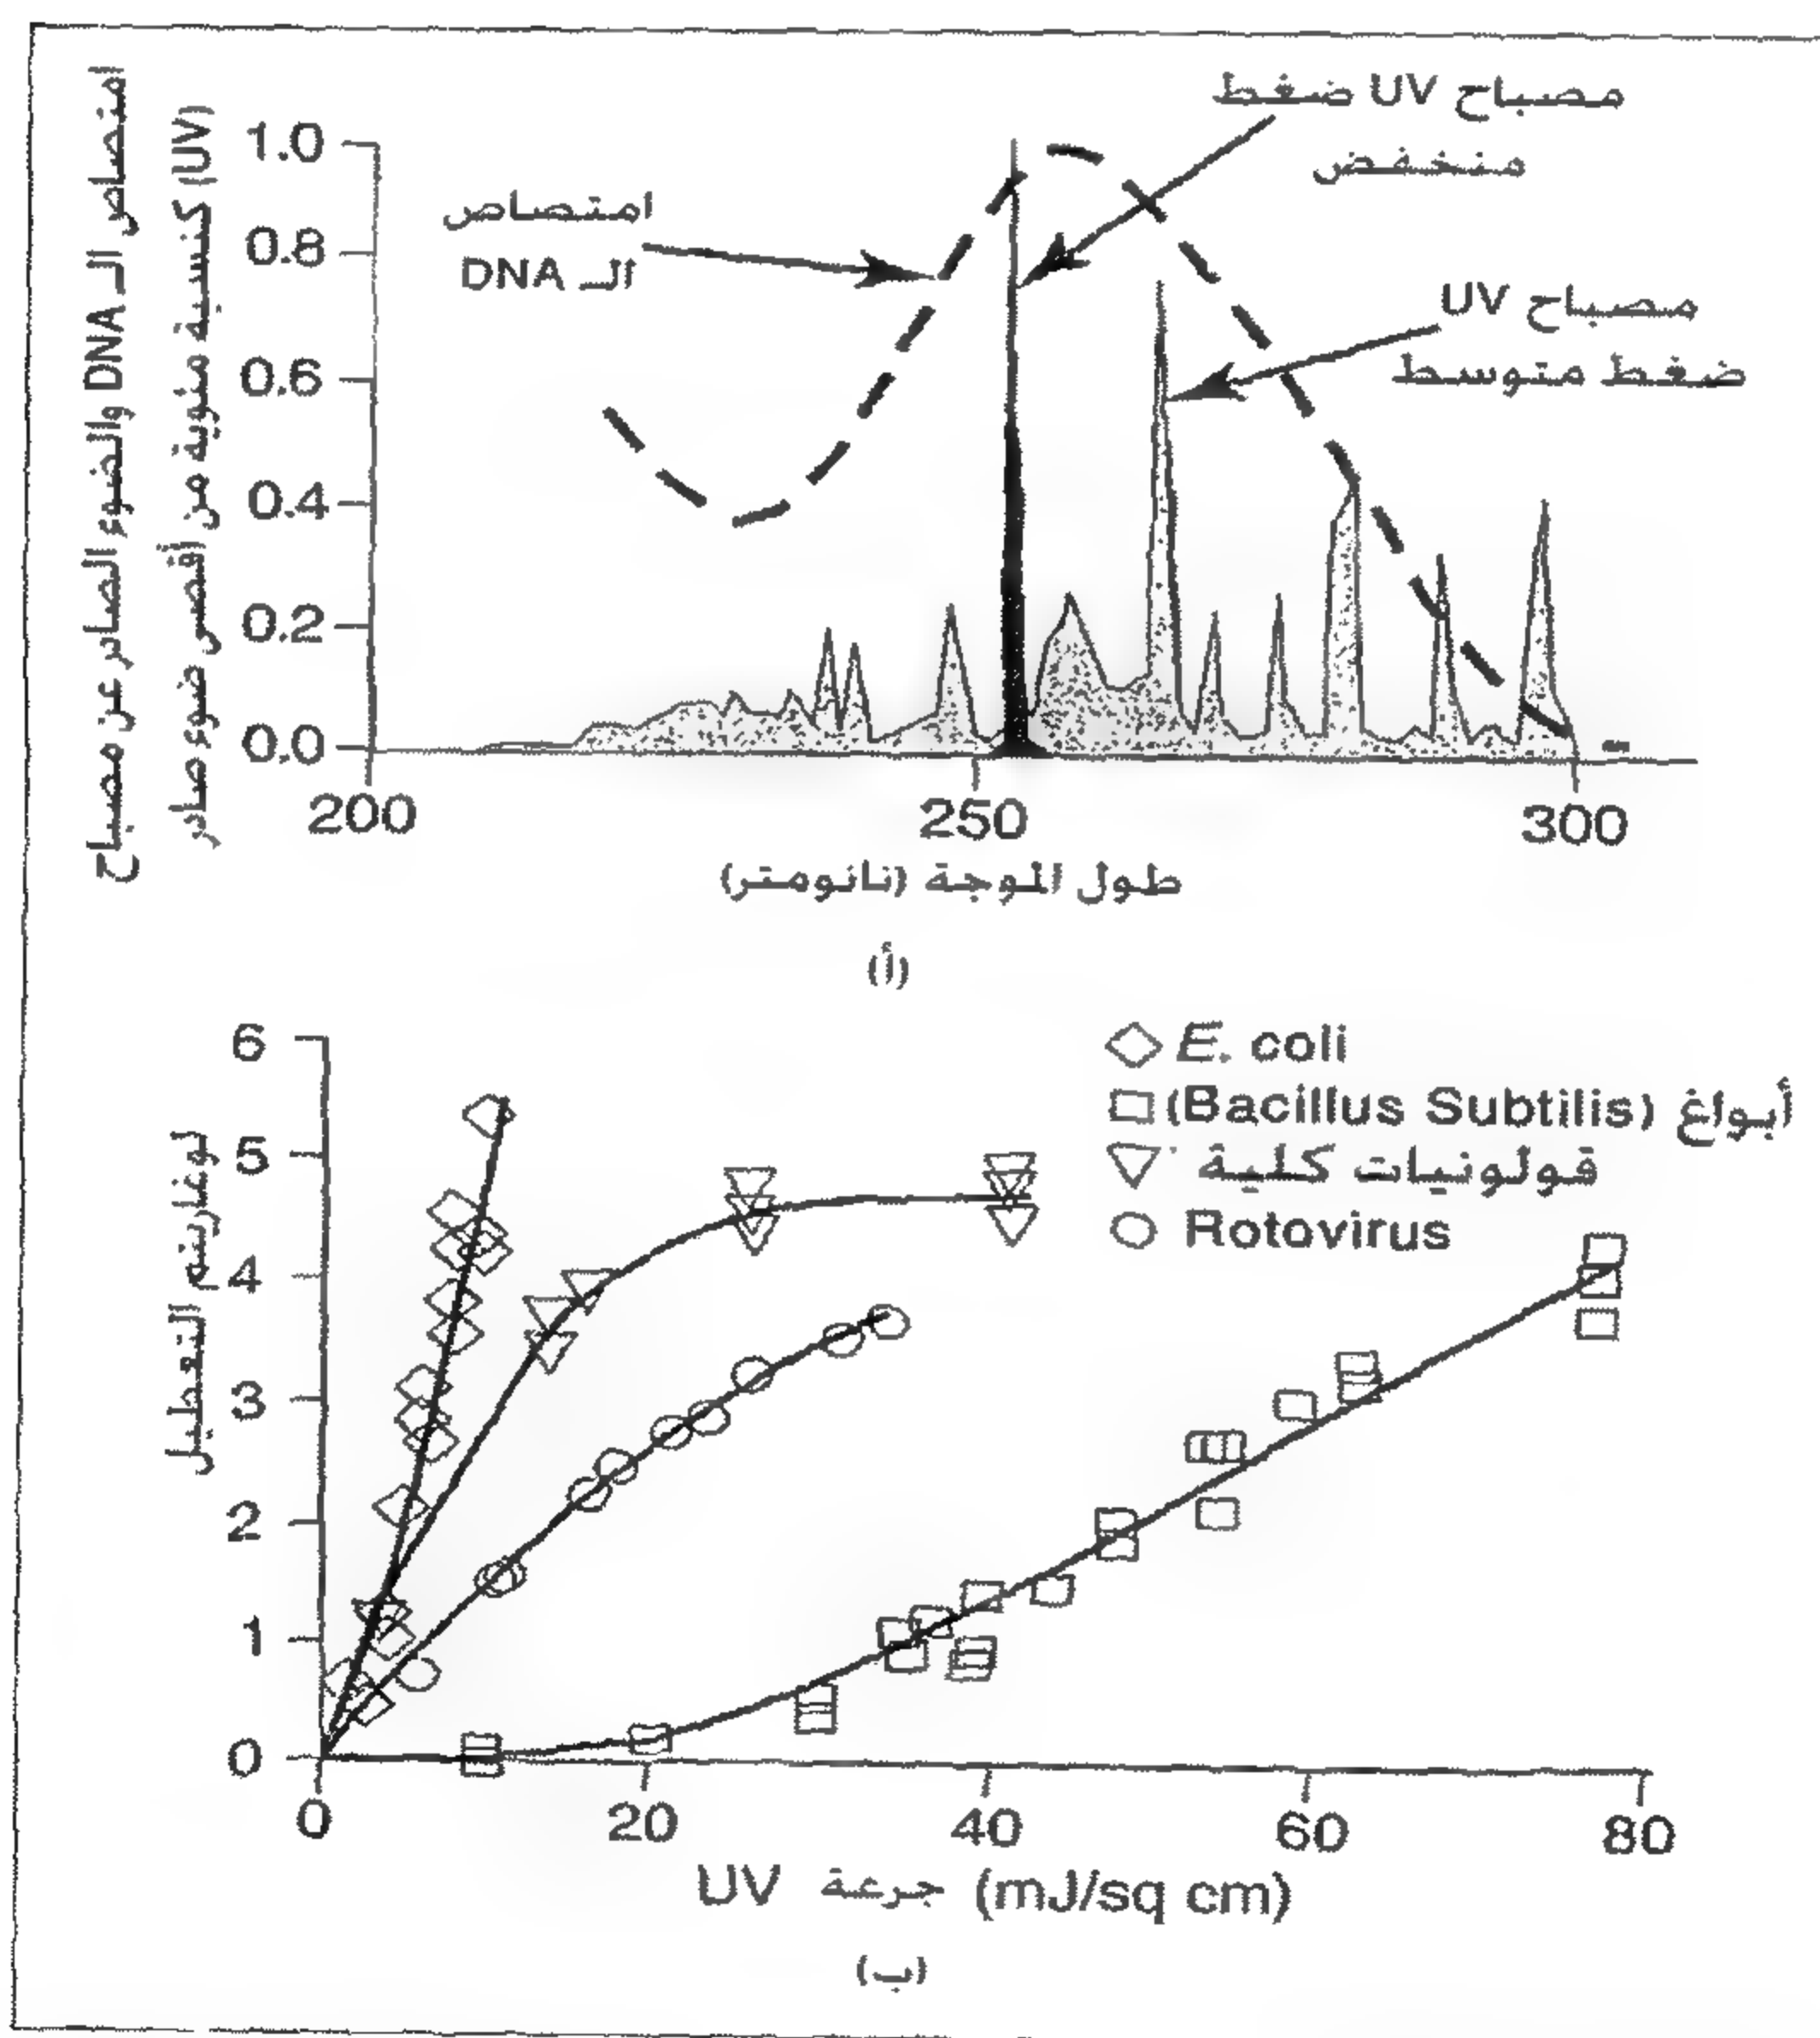 امتصاص الـ DNA والضوء الصادر عن مصباح
(UV) كنسبة مئوية من أقصى ضوء صادر
1.0
0.8
0.6
0.4
0.2
0.0
مصباح UV ضغط
منخفض
امتصاص
الـ DNA
مصباح UV
ضغط متوسط
200
250
300
طول الموجة (نانومتر)
(أ)
لوغاريتم التعطيل
6
5
4
3
2
1
0
E. coli
أبواغ (Bacillus Subtilis)
قولونيات كلية
Rotovirus
0
20
40
60
80
جرعة UV (mJ/sq cm)
(ب)